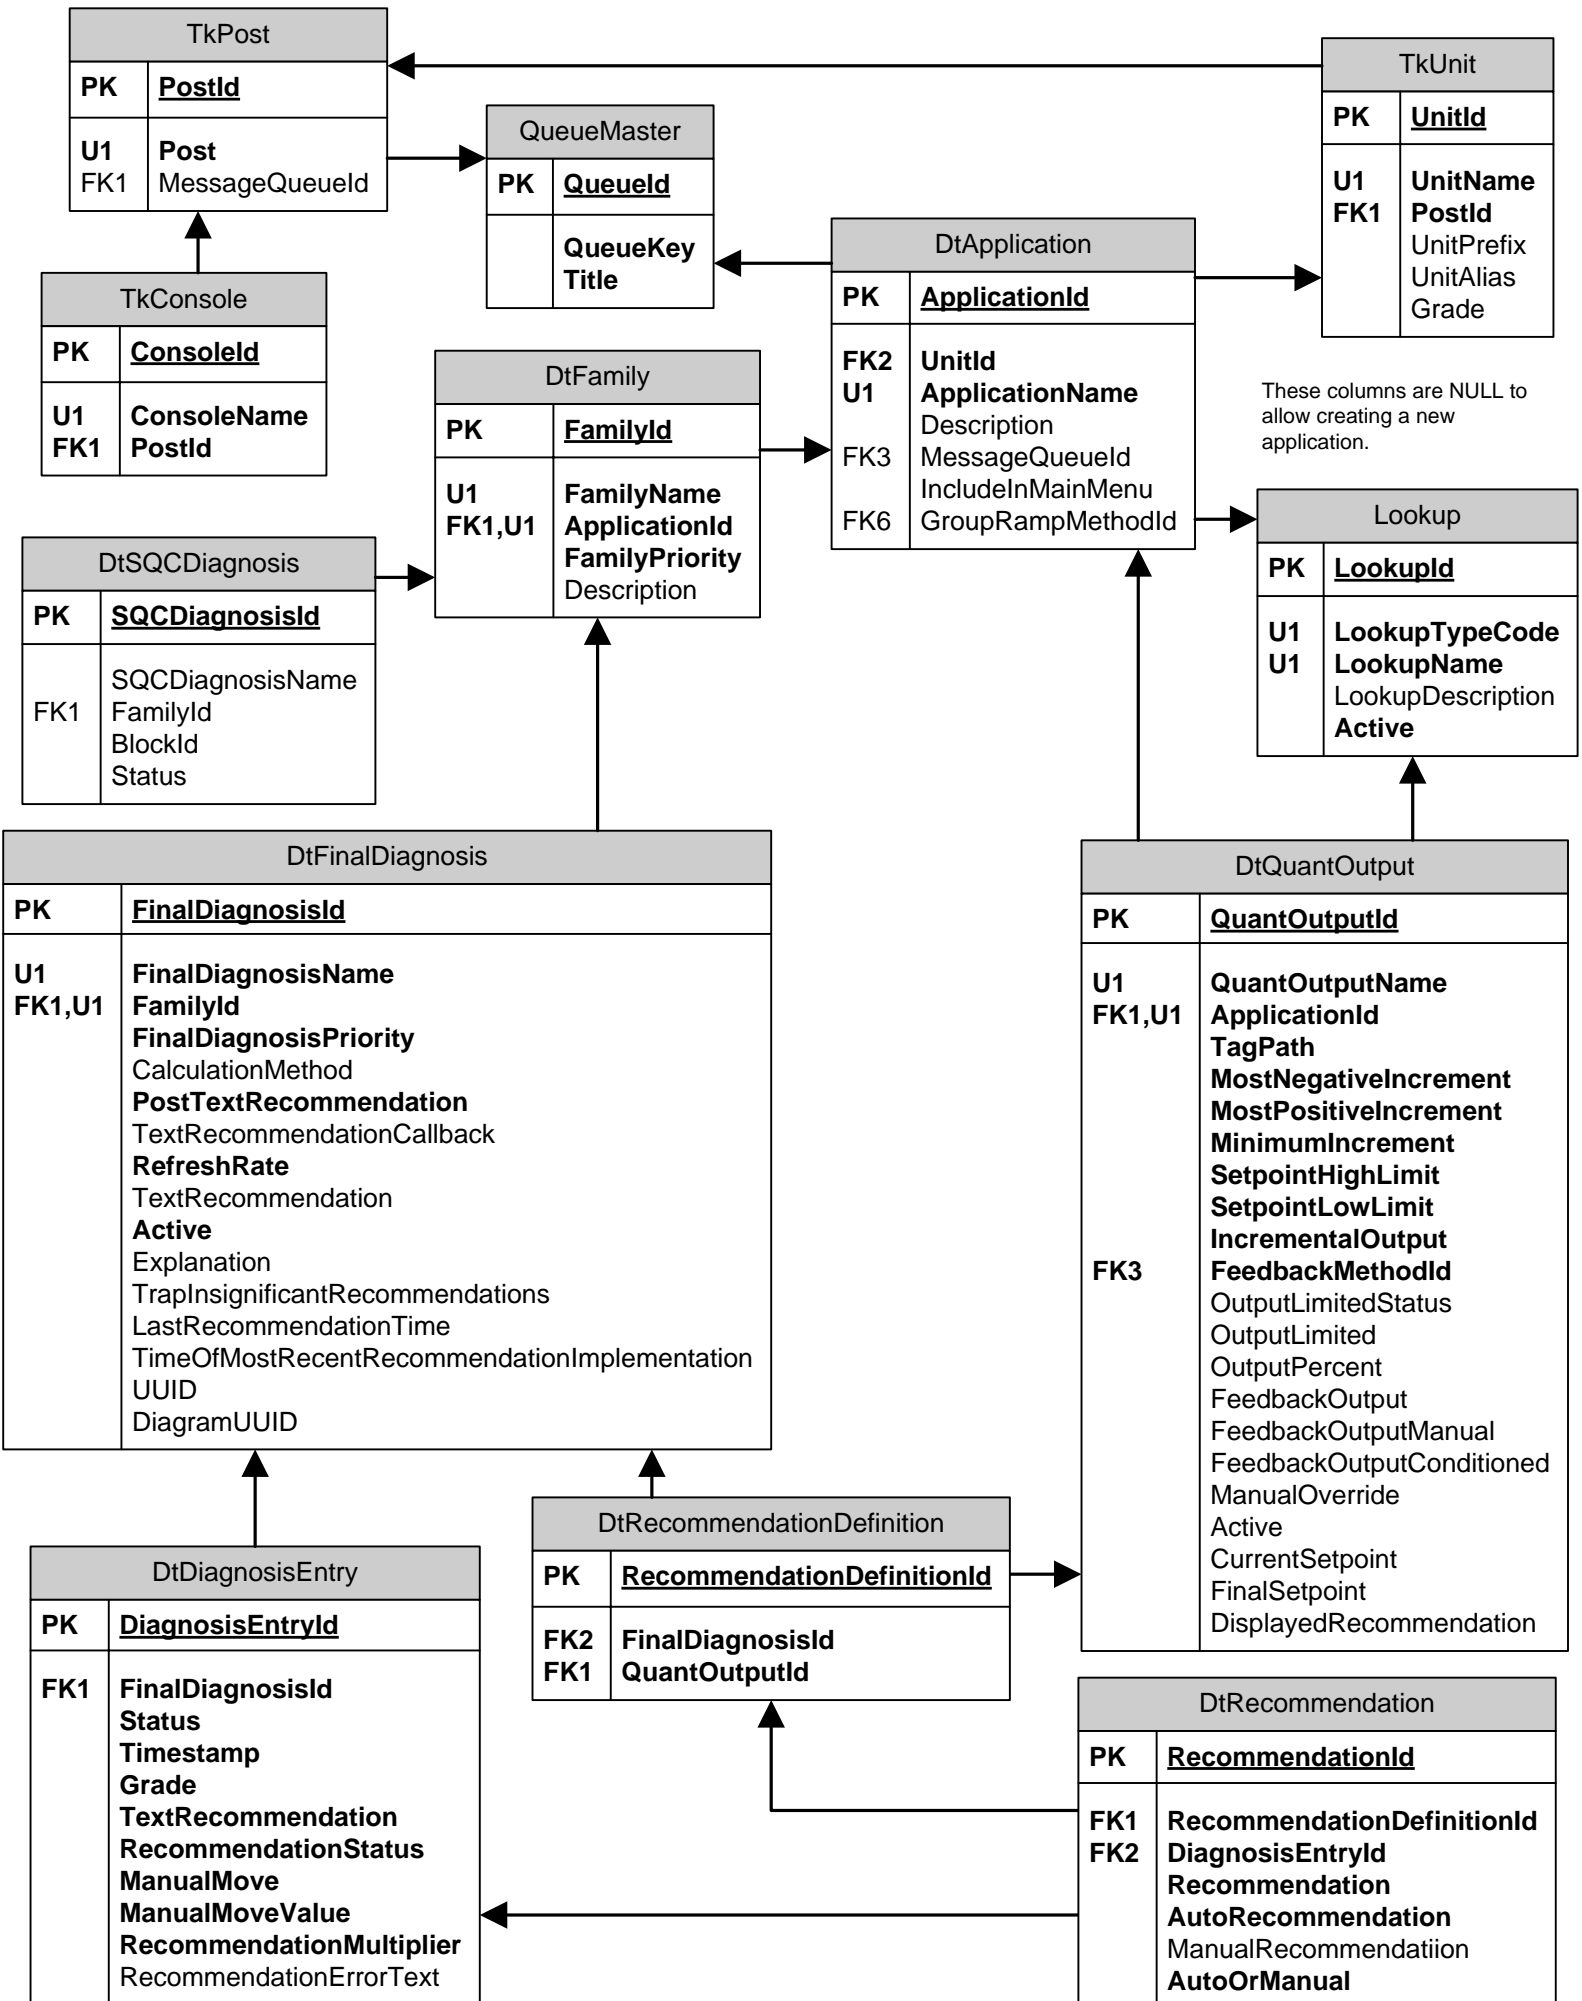 TkPost
PK PostId
U1 Post
FK1 MessageQueueId
TkUnit
PK UnitId
U1 UnitName
FK1 PostId
UnitPrefix
UnitAlias
Grade
QueueMaster
PK QueueId
QueueKey
Title
DtApplication
PK ApplicationId
FK2 UnitId
U1 ApplicationName
Description
FK3 MessageQueueId
IncludeInMainMenu
FK6 GroupRampMethodId
TkConsole
PK ConsoleId
U1 ConsoleName
FK1 PostId
DtFamily
PK FamilyId
U1 FamilyName
FK1,U1 ApplicationId
FamilyPriority
Description
These columns are NULL to
allow creating a new
application.
Lookup
PK LookupId
U1 LookupTypeCode
U1 LookupName
LookupDescription
Active
DtSQCDiagnosis
PK SQCDiagnosisId
SQCDiagnosisName
FK1 FamilyId
BlockId
Status
DtFinalDiagnosis
PK FinalDiagnosisId
U1 FinalDiagnosisName
FK1,U1 FamilyId
FinalDiagnosisPriority
CalculationMethod
PostTextRecommendation
TextRecommendationCallback
RefreshRate
TextRecommendation
Active
Explanation
TrapInsignificantRecommendations
LastRecommendationTime
TimeOfMostRecentRecommendationImplementation
UUID
DiagramUUID
DtQuantOutput
PK QuantOutputId
U1 QuantOutputName
FK1,U1 ApplicationId
TagPath
MostNegativeIncrement
MostPositiveIncrement
MinimumIncrement
SetpointHighLimit
SetpointLowLimit
IncrementalOutput
FK3 FeedbackMethodId
OutputLimitedStatus
OutputLimited
OutputPercent
FeedbackOutput
FeedbackOutputManual
FeedbackOutputConditioned
ManualOverride
Active
CurrentSetpoint
FinalSetpoint
DisplayedRecommendation
DtRecommendationDefinition
PK RecommendationDefinitionId
FK2 FinalDiagnosisId
FK1 QuantOutputId
DtDiagnosisEntry
PK DiagnosisEntryId
FK1 FinalDiagnosisId
Status
Timestamp
Grade
TextRecommendation
RecommendationStatus
ManualMove
ManualMoveValue
RecommendationMultiplier
RecommendationErrorText
DtRecommendation
PK RecommendationId
FK1 RecommendationDefinitionId
FK2 DiagnosisEntryId
Recommendation
AutoRecommendation
ManualRecommendatiion
AutoOrManual